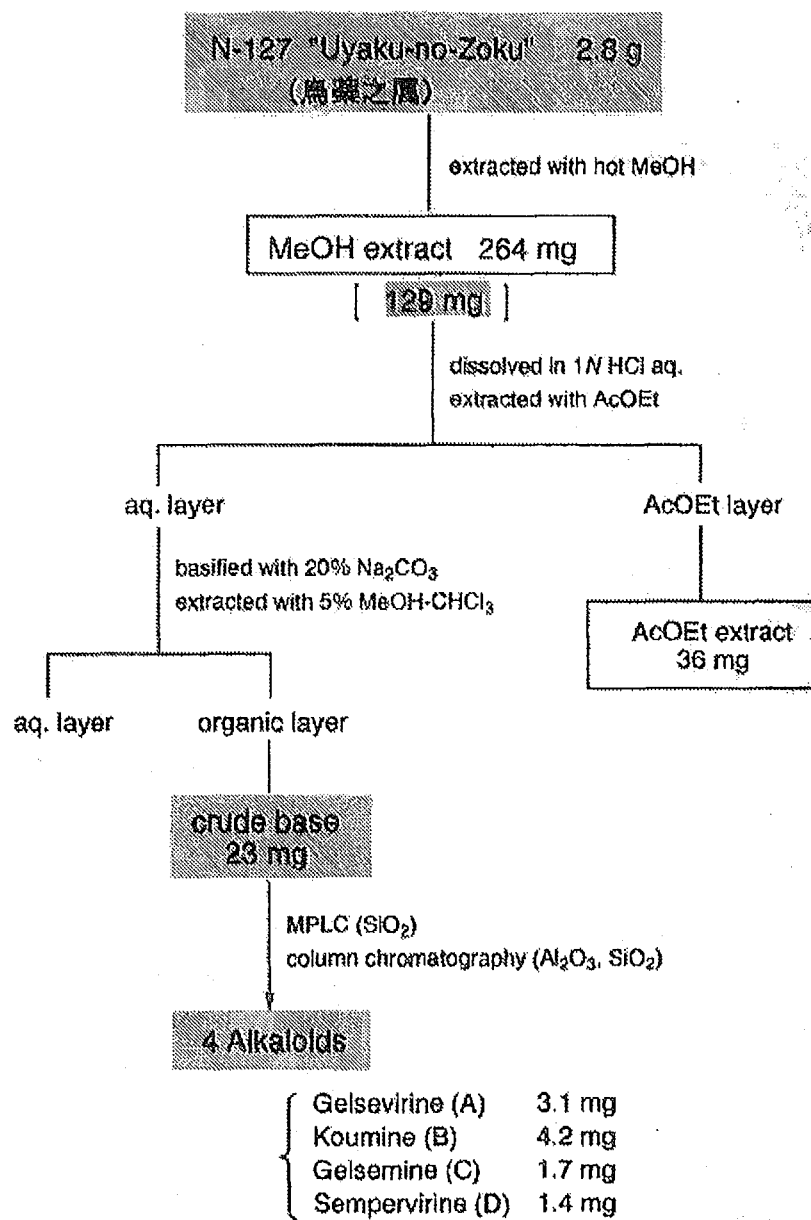 N-127 "Uyaku-no-Zoku" 2.8 g
(烏薬之属)
extracted with hot MeOH
MeOH extract 264 mg
[ 129 mg ]
dissolved in 1N HCl aq.
extracted with AcOEt
aq. layer
AcOEt layer
basified with 20% Na₂CO₃
extracted with 5% MeOH-CHCl₃
AcOEt extract
36 mg
aq. layer
organic layer
crude base
23 mg
MPLC (SiO₂)
column chromatography (Al₂O₃, SiO₂)
4 Alkaloids
Gelsevirine (A) 3.1 mg
Koumine (B) 4.2 mg
Gelsemine (C) 1.7 mg
Sempervirine (D) 1.4 mg